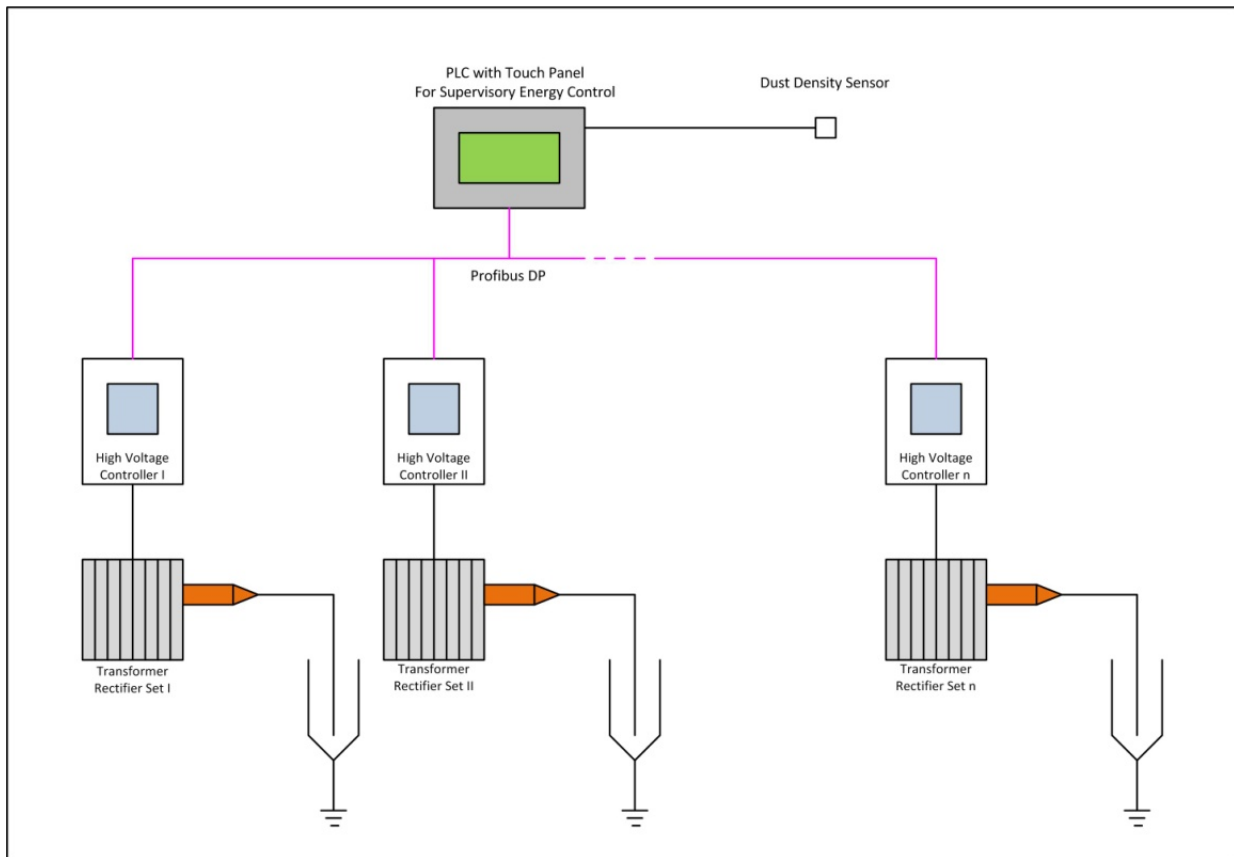 PLC with Touch Panel
For Supervisory Energy Control
Dust Density Sensor
Profibus DP
High Voltage
Controller I
High Voltage
Controller II
High Voltage
Controller n
Transformer
Rectifier Set I
Transformer
Rectifier Set II
Transformer
Rectifier Set n